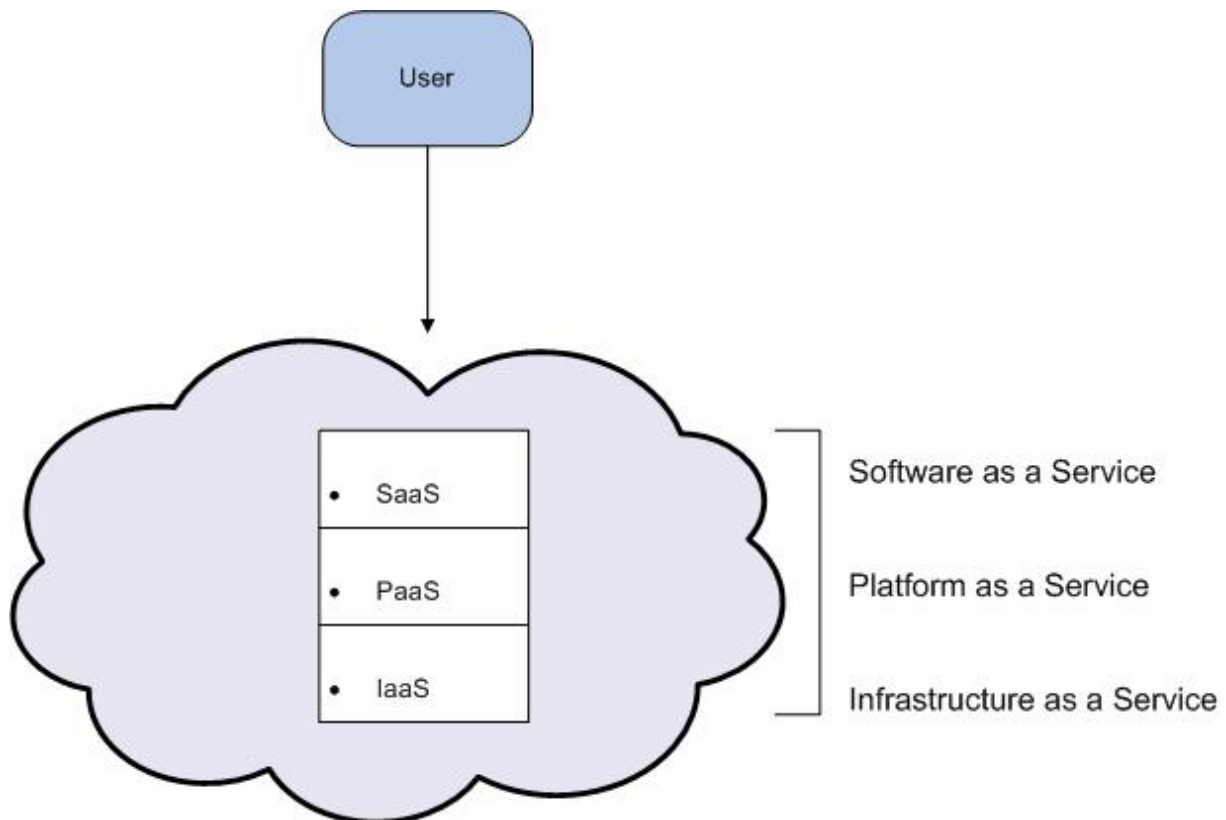 User
SaaS
Software as a Service
PaaS
Platform as a Service
IaaS
Infrastructure as a Service